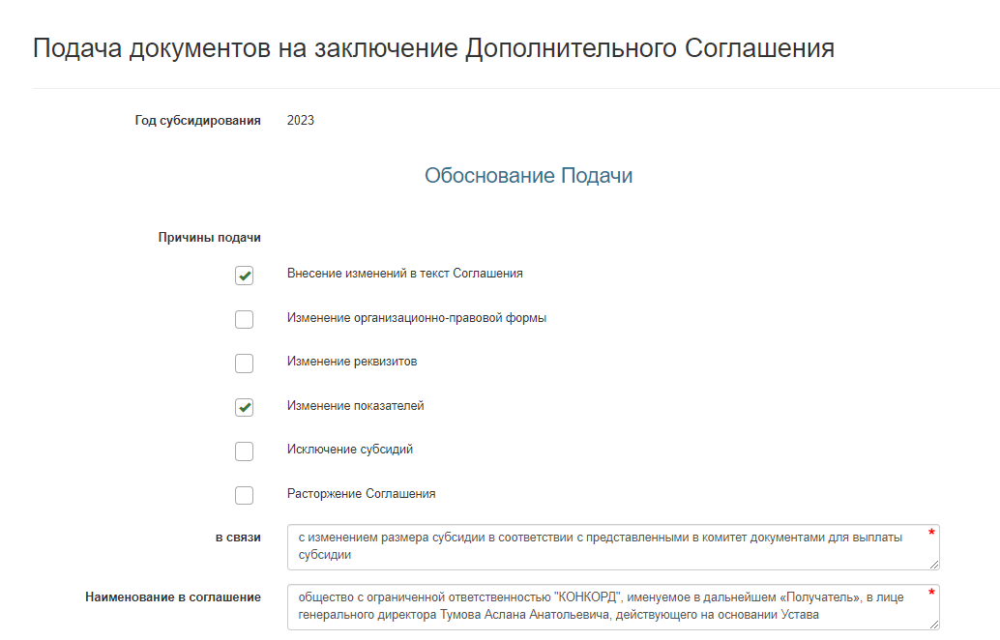 Подача документов на заключение Дополнительного Соглашения
Год субсидирования 2023
Обоснование Подачи
Причины подачи
Внесение изменений в текст Соглашения
Изменение организационно-правовой формы
Изменение реквизитов
Изменение показателей
Исключение субсидий
Расторжение Соглашения
в связи с изменением размера субсидии в соответствии с представленными в комитет документами для выплаты *
субсидии
Наименование в соглашение общество с ограниченной ответственностью "КОНКОРД", именуемое в дальнейшем «Получатель», в лице *
генерального директора Тумова Аслана Анатольевича, действующего на основании Устава